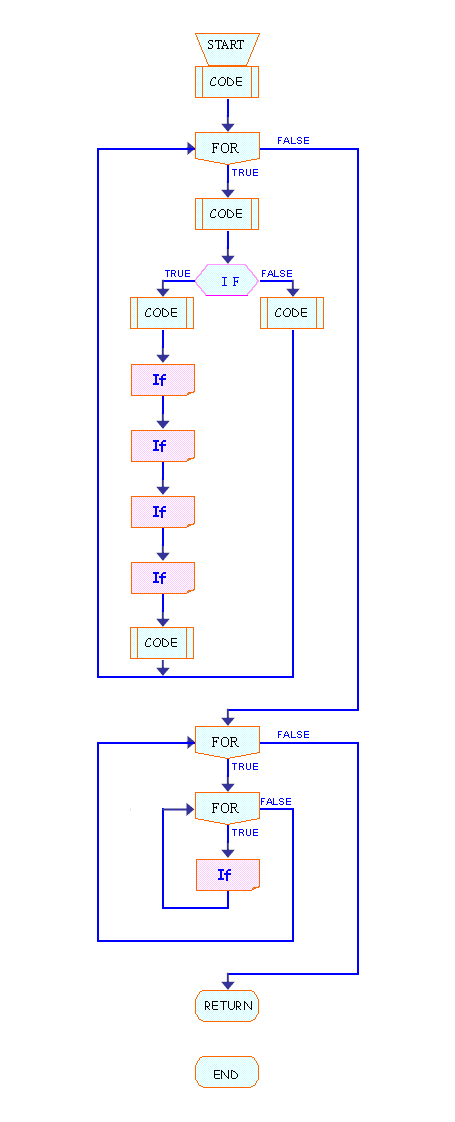 START
CODE
FOR
FALSE
TRUE
CODE
TRUE
I F
FALSE
CODE
CODE
If
If
If
If
CODE
FOR
FALSE
TRUE
FOR
FALSE
TRUE
If
RETURN
END